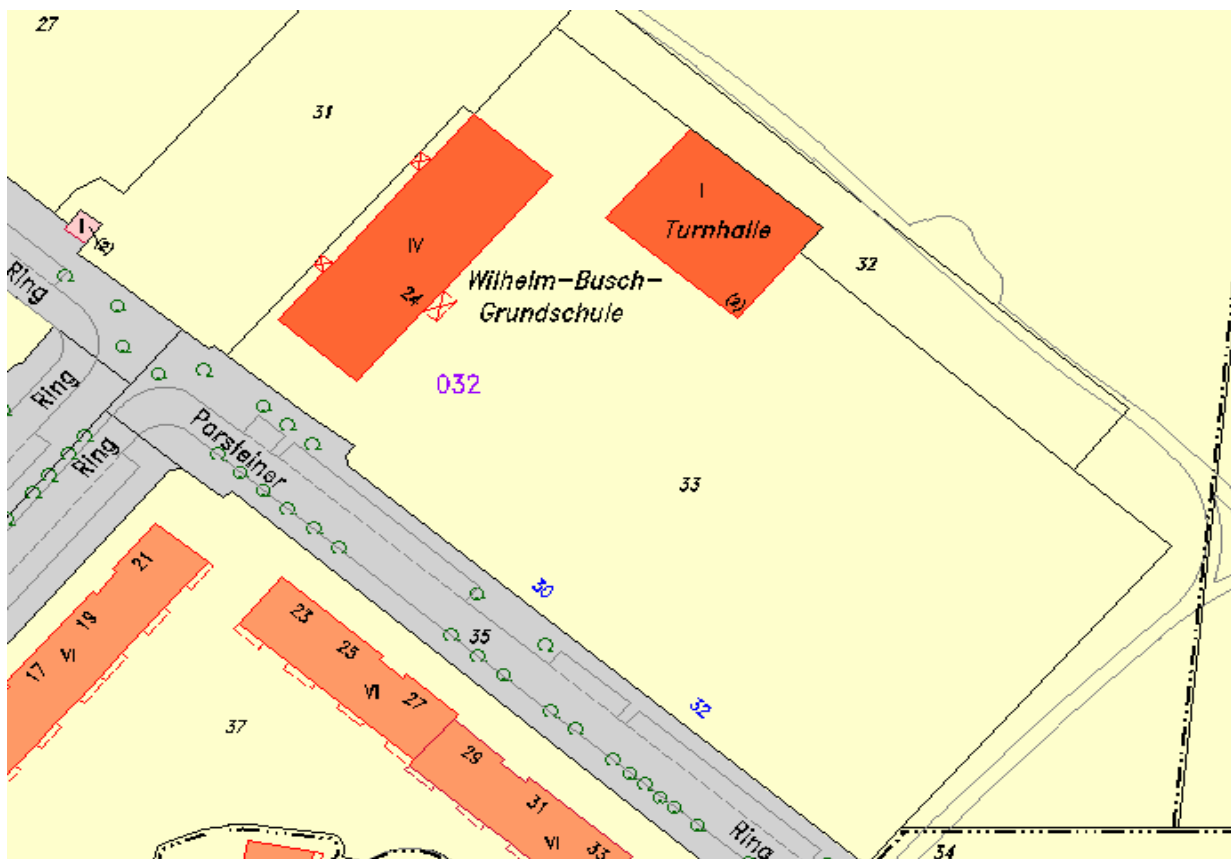 27
31
I
(2)
Ring
IV
24
I
Turnhalle
(2)
32
Wilhelm-Busch-
Grundschule
032
Ring
Ring
Parsteiner
33
21
19
17
VI
23
25
VI
27
29
31
VI
33
30
35
32
37
Ring
34